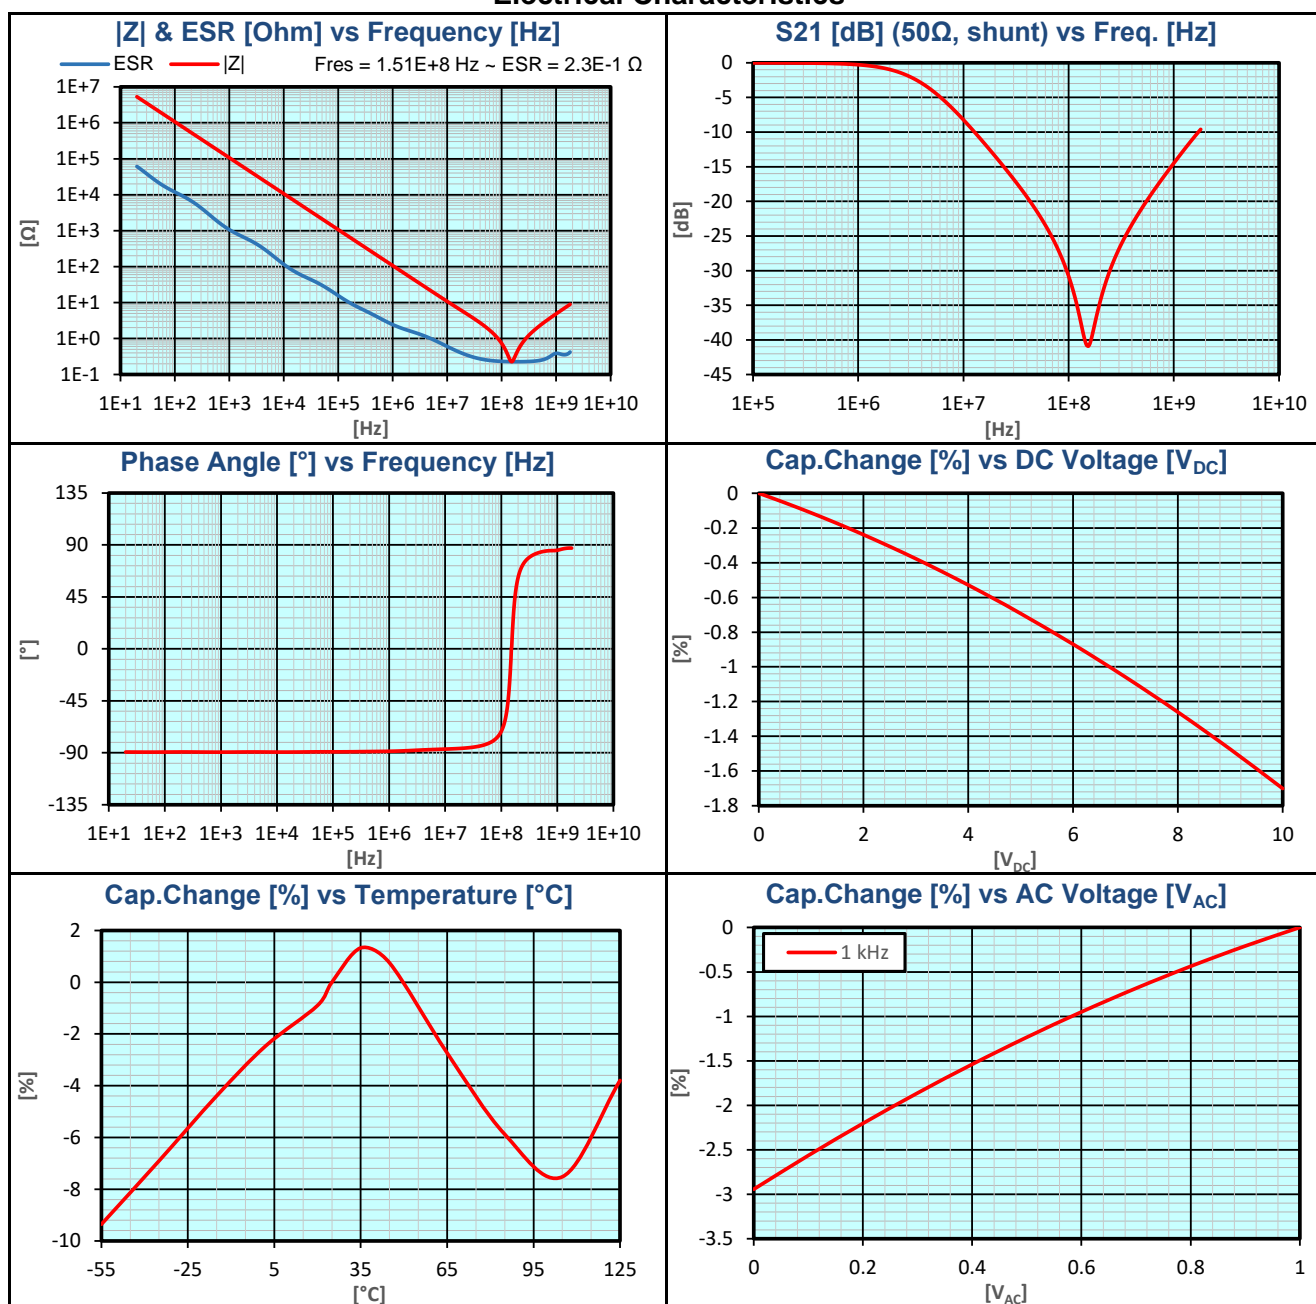 Electrical Characteristics
|Z| & ESR [Ohm] vs Frequency [Hz]
ESR |Z| Fres = 1.51E+8 Hz ~ ESR = 2.3E-1 Ω
1E+7
1E+6
1E+5
1E+4
1E+3
1E+2
1E+1
1E+0
1E-1
[Ω]
1E+1 1E+2 1E+3 1E+4 1E+5 1E+6 1E+7 1E+8 1E+9 1E+10
[Hz]
S21 [dB] (50Ω, shunt) vs Freq. [Hz]
0
-5
-10
-15
-20
-25
-30
-35
-40
-45
[dB]
1E+5 1E+6 1E+7 1E+8 1E+9 1E+10
[Hz]
Phase Angle [°] vs Frequency [Hz]
135
90
45
0
-45
-90
-135
[°]
1E+1 1E+2 1E+3 1E+4 1E+5 1E+6 1E+7 1E+8 1E+9 1E+10
[Hz]
Cap.Change [%] vs DC Voltage [VDC]
0
-0.2
-0.4
-0.6
-0.8
-1
-1.2
-1.4
-1.6
-1.8
[%]
0 2 4 6 8 10
[VDC]
Cap.Change [%] vs Temperature [°C]
2
0
-2
-4
-6
-8
-10
[%]
-55 -25 5 35 65 95 125
[°C]
Cap.Change [%] vs AC Voltage [VAC]
1 kHz
0
-0.5
-1
-1.5
-2
-2.5
-3
-3.5
[%]
0 0.2 0.4 0.6 0.8 1
[VAC]